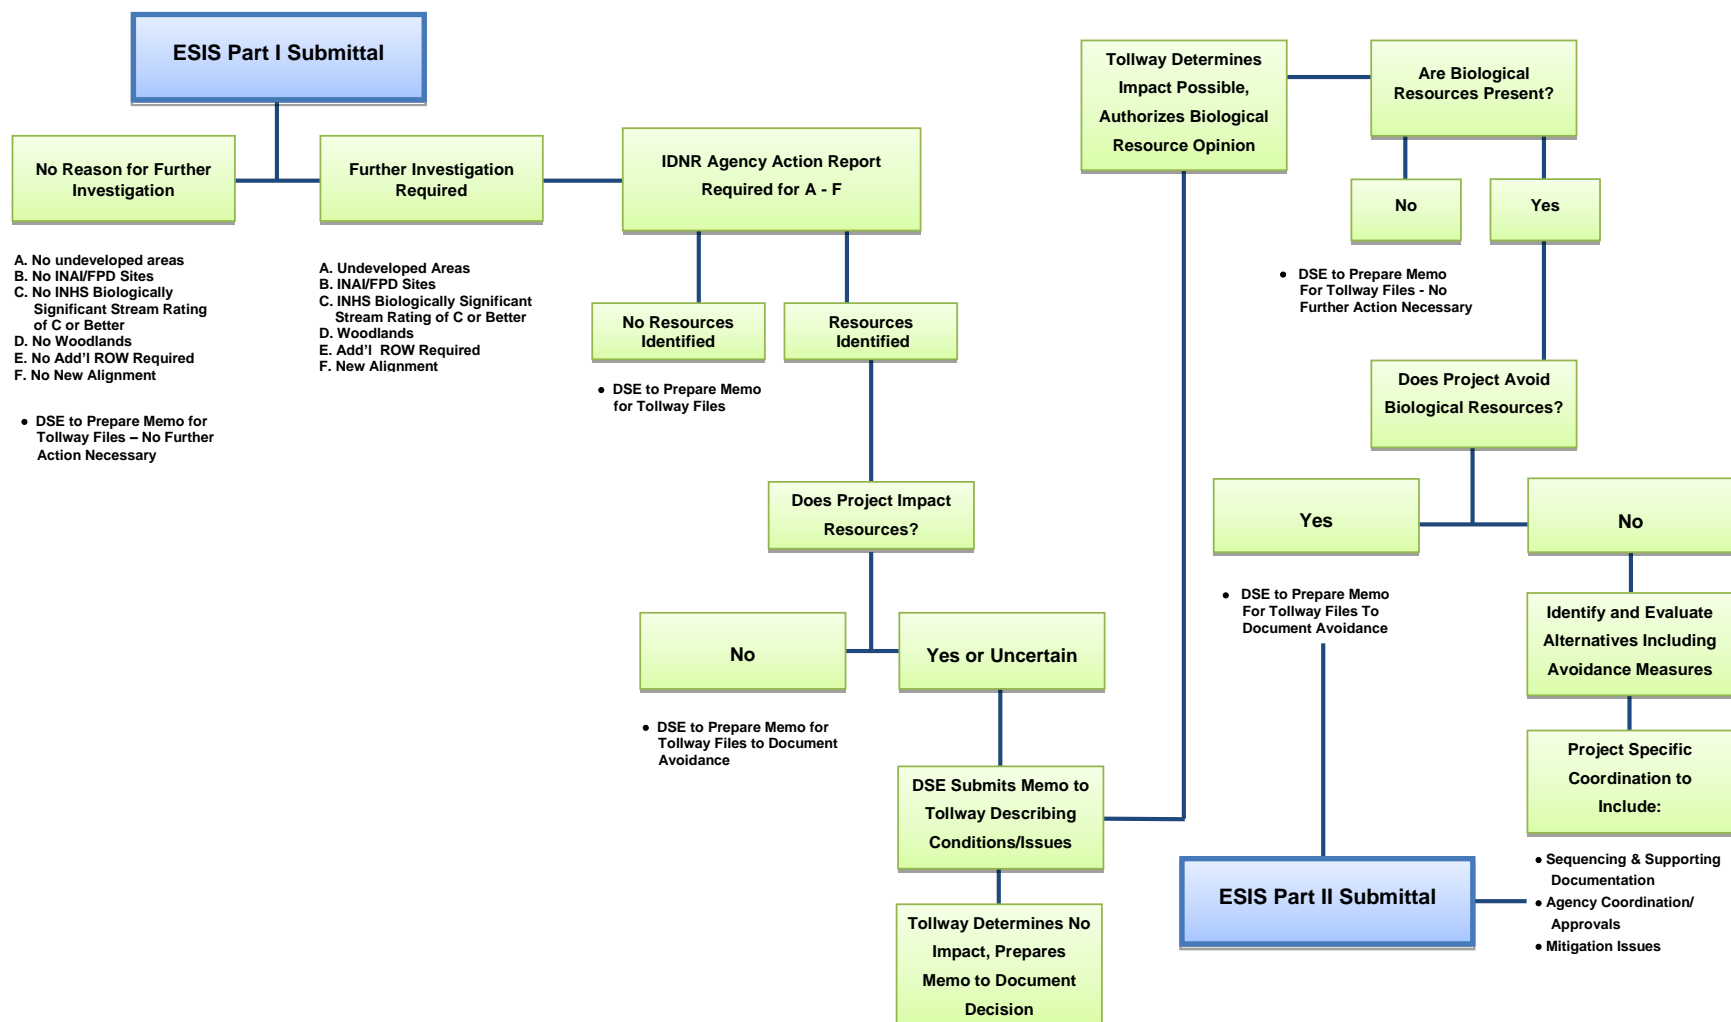 ESIS Part I Submittal
No Reason for Further
Investigation
A. No undeveloped areas
B. No INAI/FPD Sites
C. No INHS Biologically
Significant Stream Rating
of C or Better
D. No Woodlands
E. No Add'l ROW Required
F. No New Alignment
● DSE to Prepare Memo for
Tollway Files – No Further
Action Necessary
Further Investigation
Required
A. Undeveloped Areas
B. INAI/FPD Sites
C. INHS Biologically Significant
Stream Rating of C or Better
D. Woodlands
E. Add'l ROW Required
F. New Alignment
IDNR Agency Action Report
Required for A - F
No Resources
Identified
● DSE to Prepare Memo
for Tollway Files
Resources
Identified
Does Project Impact
Resources?
No
● DSE to Prepare Memo for
Tollway Files to Document
Avoidance
Yes or Uncertain
DSE Submits Memo to
Tollway Describing
Conditions/Issues
Tollway Determines No
Impact, Prepares
Memo to Document
Decision
Tollway Determines
Impact Possible,
Authorizes Biological
Resource Opinion
Are Biological
Resources Present?
No
● DSE to Prepare Memo
For Tollway Files - No
Further Action Necessary
Yes
Does Project Avoid
Biological Resources?
Yes
● DSE to Prepare Memo
For Tollway Files To
Document Avoidance
No
Identify and Evaluate
Alternatives Including
Avoidance Measures
Project Specific
Coordination to
Include:
● Sequencing & Supporting
Documentation
● Agency Coordination/
Approvals
● Mitigation Issues
ESIS Part II Submittal